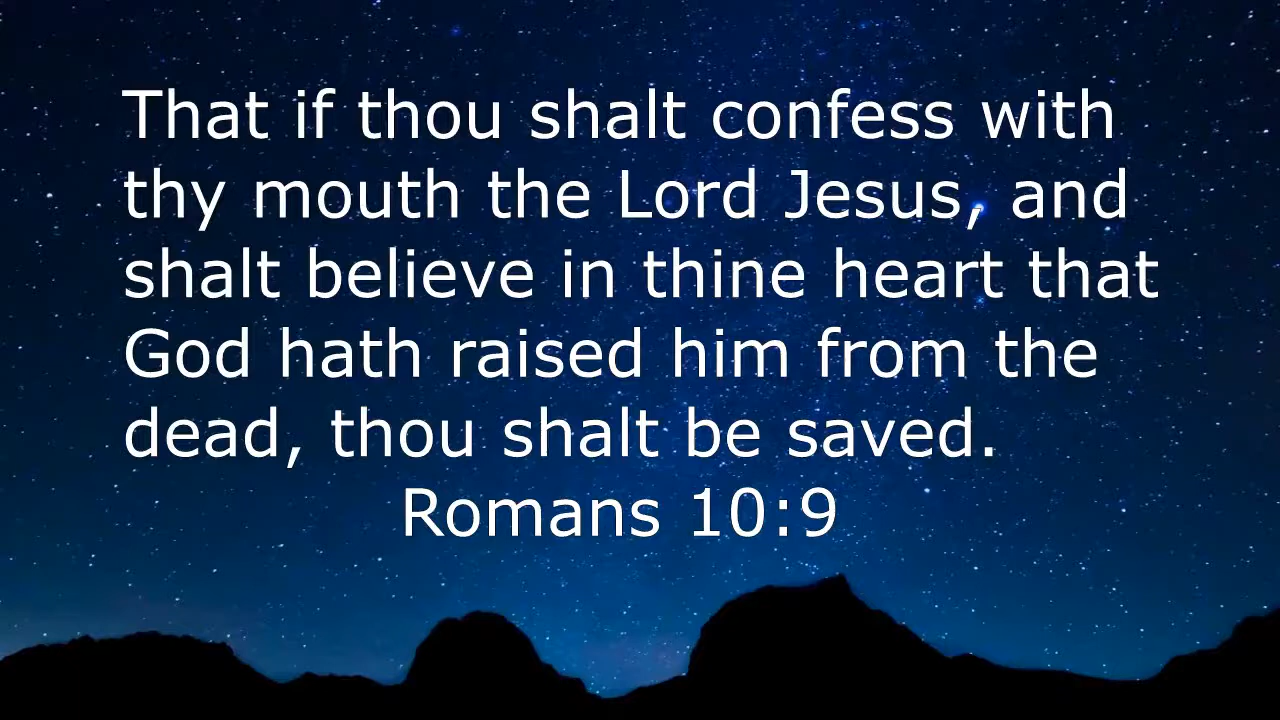 That if thou shalt confess with
thy mouth the Lord Jesus, and
shalt believe in thine heart that
God hath raised him from the
dead, thou shalt be saved.
Romans 10:9